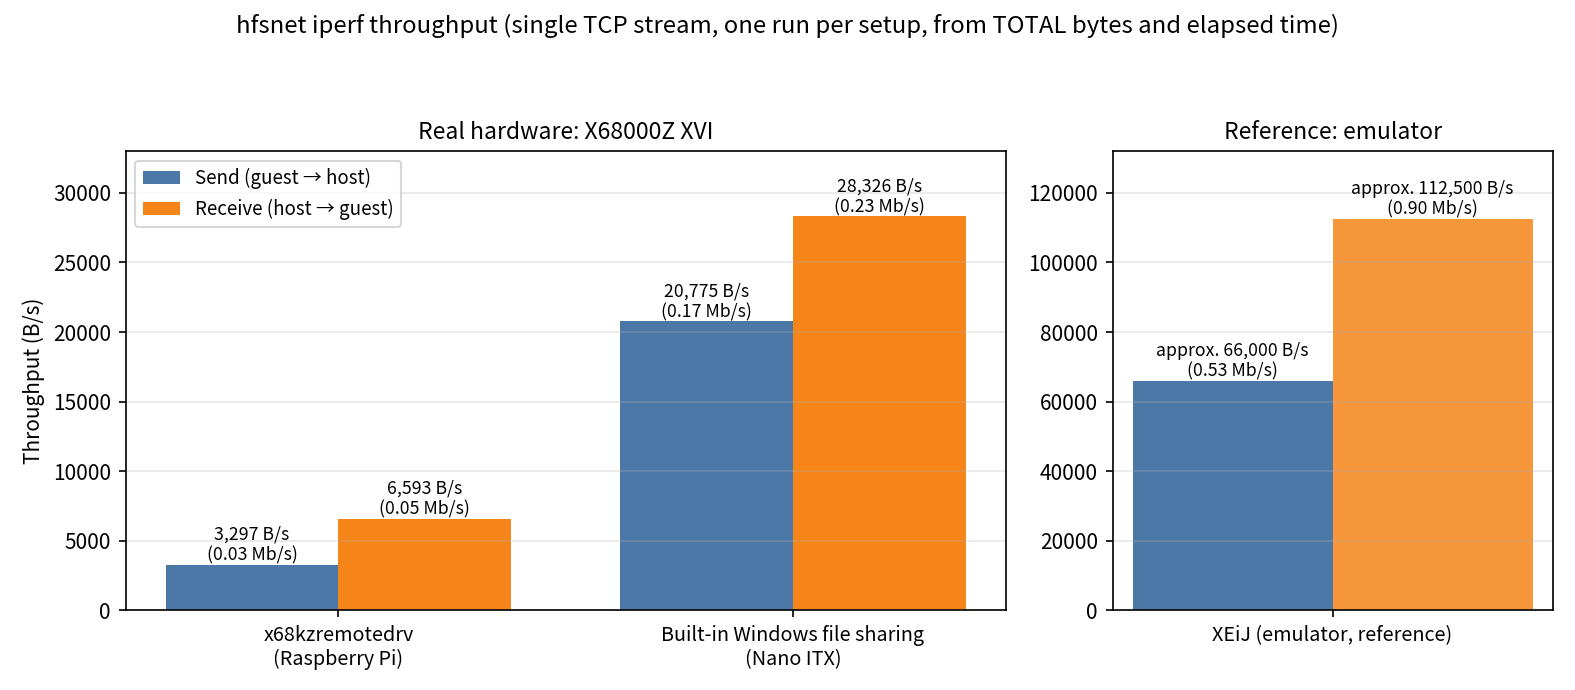 hfsnet iperf throughput (single TCP stream, one run per setup, from TOTAL bytes and elapsed time)
Real hardware: X68000Z XVI
Throughput (B/s)
30000
25000
20000
15000
10000
5000
0
Send (guest → host)
Receive (host → guest)
3,297 B/s
(0.03 Mb/s)
6,593 B/s
(0.05 Mb/s)
20,775 B/s
(0.17 Mb/s)
28,326 B/s
(0.23 Mb/s)
x68kzremotedrv
(Raspberry Pi)
Built-in Windows file sharing
(Nano ITX)
Reference: emulator
120000
100000
80000
60000
40000
20000
0
approx. 66,000 B/s
(0.53 Mb/s)
approx. 112,500 B/s
(0.90 Mb/s)
XEiJ (emulator, reference)